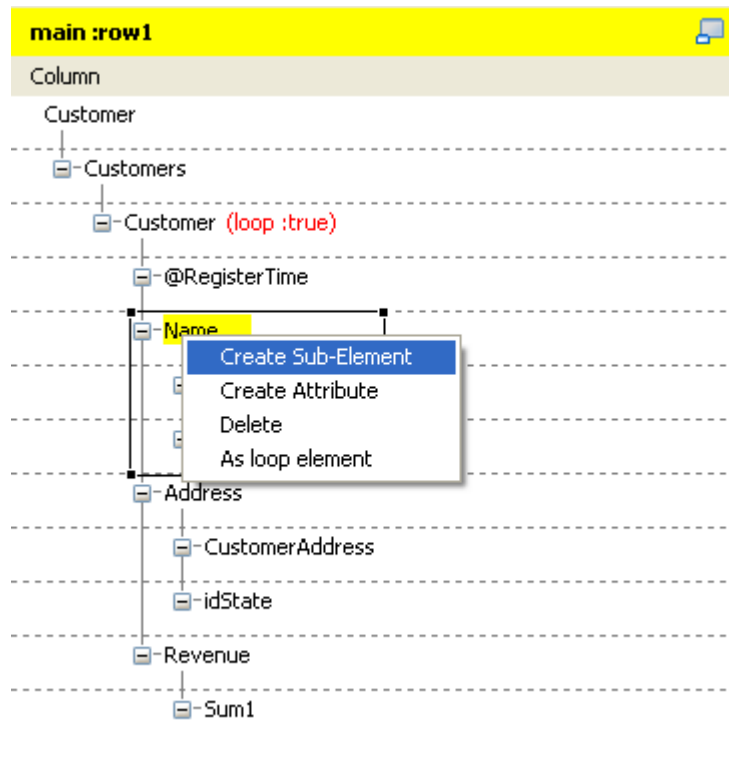 main :row1
Column
Customer
Customers
Customer (loop :true)
@RegisterTime
Name
Create Sub-Element
Create Attribute
Delete
As loop element
Address
CustomerAddress
idState
Revenue
Sum1